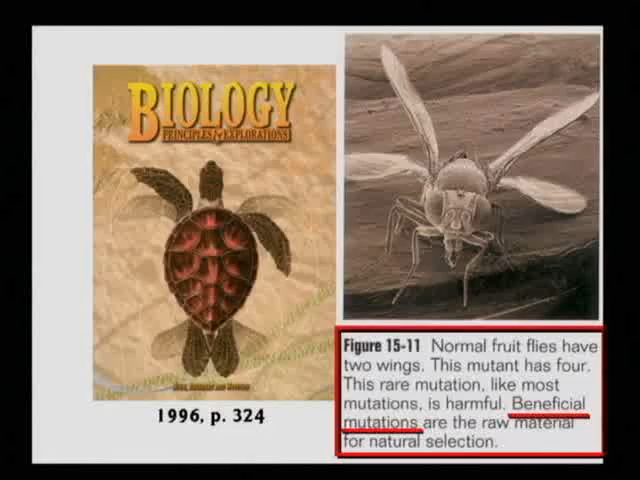 BIOLOGY
PRINCIPLES & EXPLORATIONS
1996, p. 324
Figure 15-11 Normal fruit flies have
two wings. This mutant has four.
This rare mutation, like most
mutations, is harmful. Beneficial
mutations are the raw material
for natural selection.